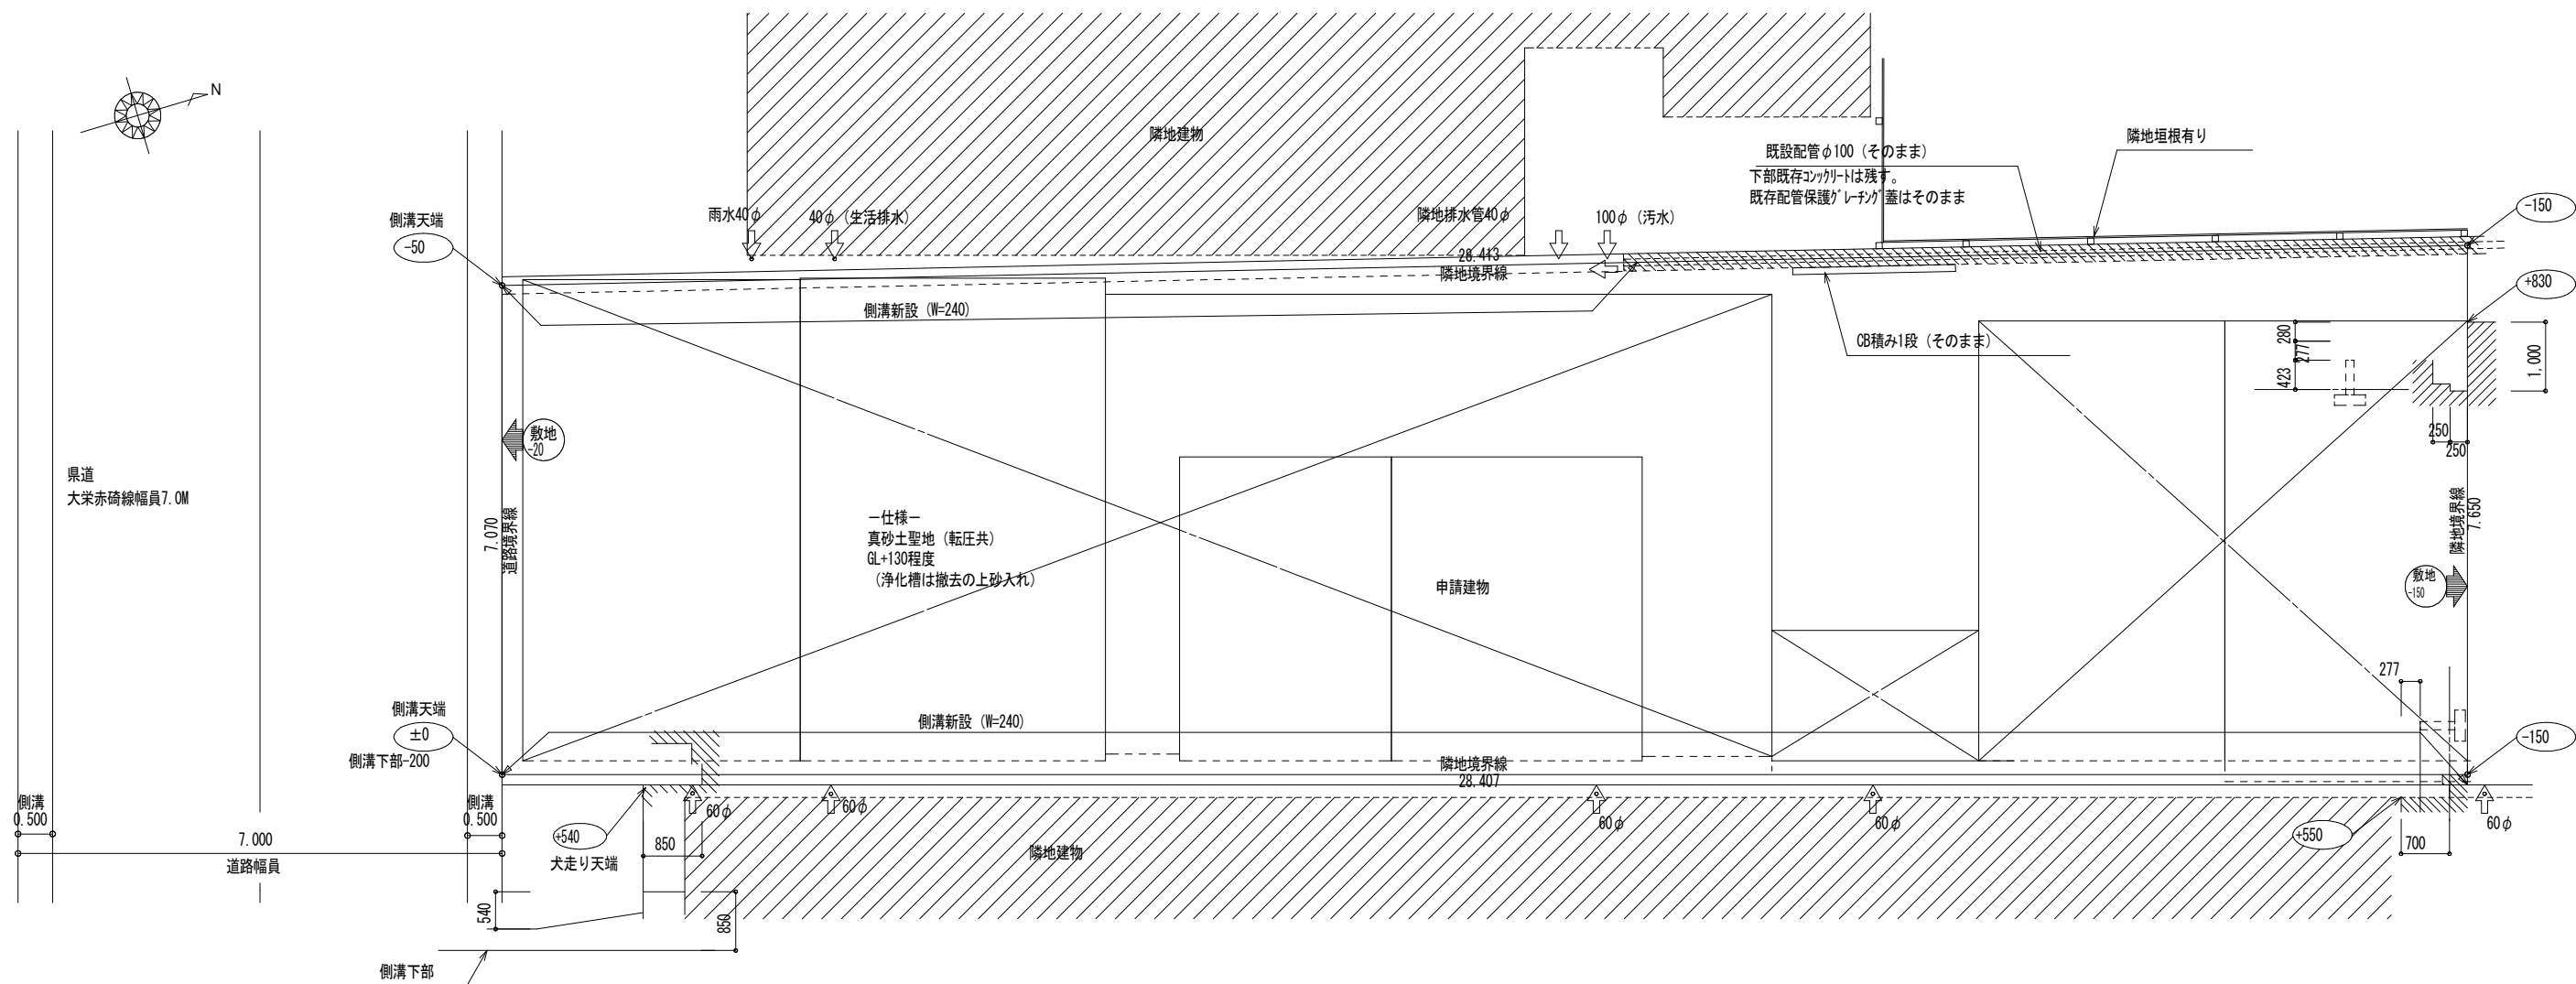 N
隣地建物
既設配管φ100（そのまま）
下部既存ｺﾝｸﾘｰﾄは残す。
既存配管保護ｸﾞﾚｰﾁﾝｸﾞ蓋はそのまま
隣地垣根有り
側溝天端
-50
雨水40φ
40φ（生活排水）
隣地排水管40φ
100φ（汚水）
28.413
隣地境界線
-150
+830
側溝新設（W=240）
CB積み1段（そのまま）
280
277
423
1,000
250
250
敷地
-20
県道
大栄赤碕線幅員7.0M
7.070
道路境界線
－仕様－
真砂土聖地（転圧共）
GL+130程度
（浄化槽は撤去の上砂入れ）
申請建物
隣地境界線
7.650
敷地
-150
277
側溝天端
±0
側溝下部-200
側溝新設（W=240）
隣地境界線
28.407
-150
側溝
0.500
側溝
0.500
7.000
道路幅員
60φ
60φ
60φ
60φ
60φ
+540
犬走り天端
850
隣地建物
+550
700
540
850
側溝下部